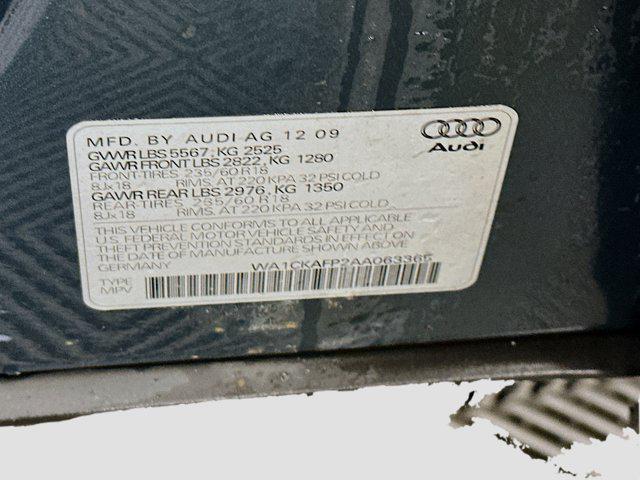 MFD. BY AUDI AG 12 09
GVWR LBS 5567, KG 2525
GAWR FRONT LBS 2822, KG 1280
FRONT-TIRES 235/60 R18
8Jx18 RIMS, AT 220 KPA 32 PSI COLD
GAWR REAR LBS 2976, KG 1350
REAR-TIRES 235/60 R18
8Jx18 RIMS, AT 220 KPA 32 PSI COLD
THIS VEHICLE CONFORMS TO ALL APPLICABLE
U.S. FEDERAL MOTOR VEHICLE SAFETY AND
THEFT PREVENTION STANDARDS IN EFFECT ON
THE DATE OF MANUFACTURE SHOWN ABOVE
GERMANY WA1CKAFP2AA063365
TYPE
MPV
Audi